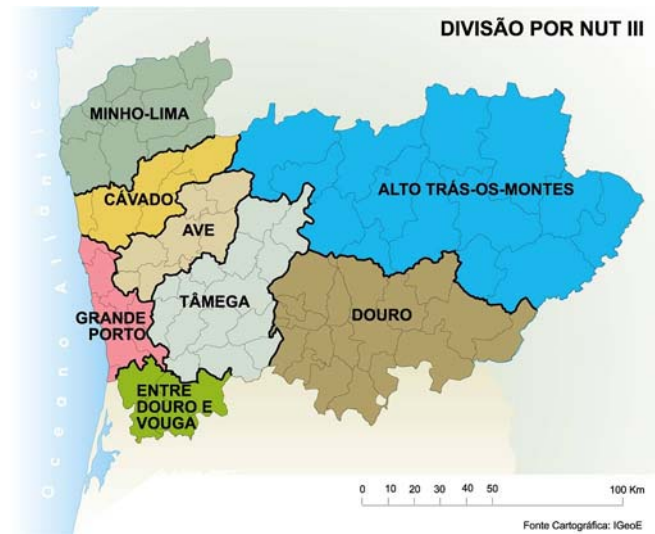 DIVISÃO POR NUT III
MINHO-LIMA
ALTO TRÁS-OS-MONTES
CÁVADO
AVE
TÂMEGA
GRANDE
PORTO
DOURO
ENTRE
DOURO E
VOUGA
Oceano Atlântico
0 10 20 30 40 50 100 Km
Fonte Cartográfica: IGeoE